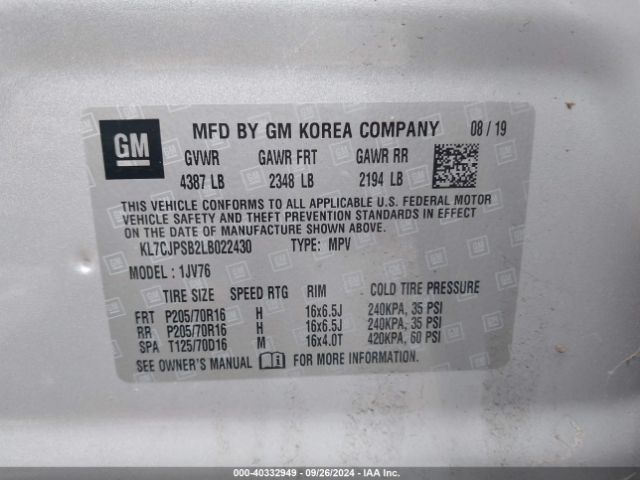 GM
MFD BY GM KOREA COMPANY 08 / 19
GVWR GAWR FRT GAWR RR
4387 LB 2348 LB 2194 LB
THIS VEHICLE CONFORMS TO ALL APPLICABLE U.S. FEDERAL MOTOR
VEHICLE SAFETY AND THEFT PREVENTION STANDARDS IN EFFECT
ON THE DATE OF MANUFACTURE SHOWN ABOVE.
KL7CJPSB2LB022430 TYPE: MPV
MODEL : 1JV76
TIRE SIZE SPEED RTG RIM COLD TIRE PRESSURE
FRT P205/70R16 H 16x6.5J 240KPA, 35 PSI
RR P205/70R16 H 16x6.5J 240KPA, 35 PSI
SPA T125/70D16 M 16x4.0T 420KPA, 60 PSI
SEE OWNER'S MANUAL FOR MORE INFORMATION.
000-40332949 - 09/26/2024 - IAA Inc.